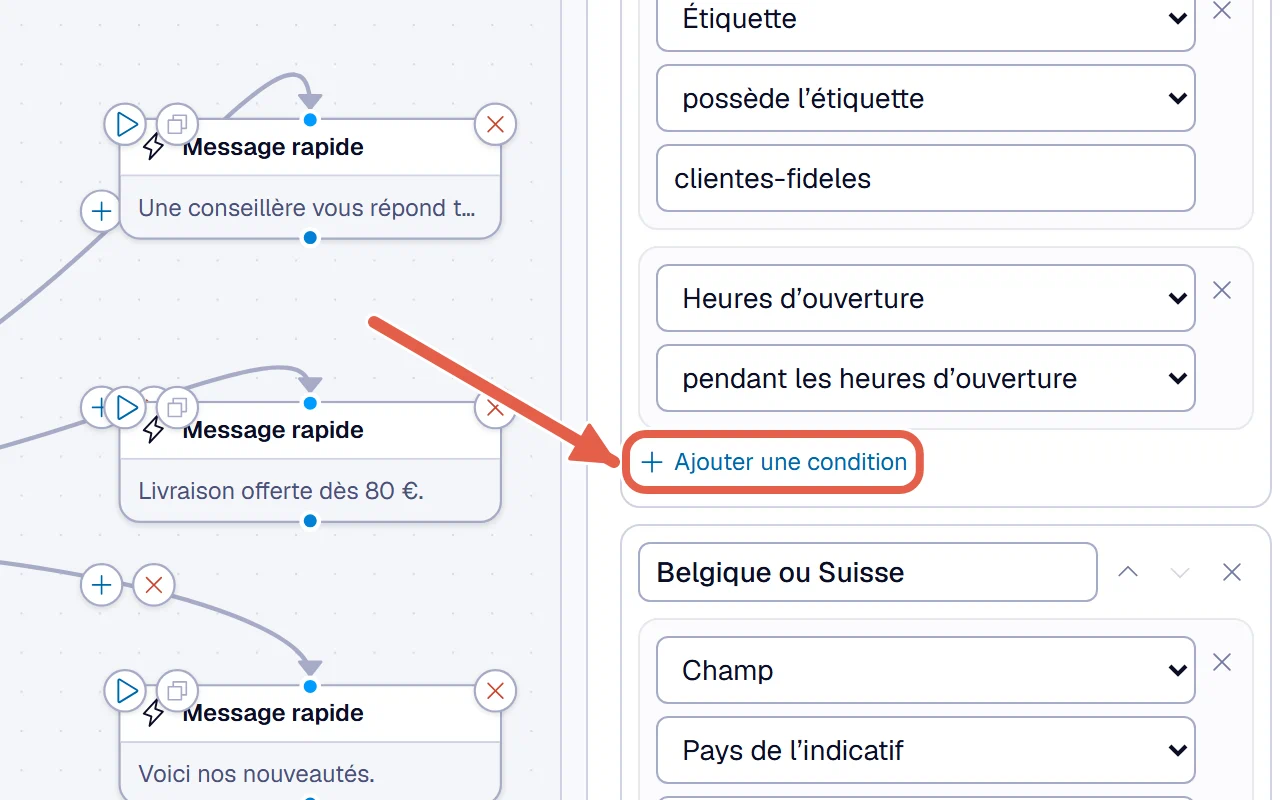 Message rapide
Une conseillère vous répond t…
Message rapide
Livraison offerte dès 80 €.
Message rapide
Voici nos nouveautés.
Étiquette
possède l’étiquette
clientes-fideles
Heures d’ouverture
pendant les heures d’ouverture
Ajouter une condition
Belgique ou Suisse
Champ
Pays de l’indicatif